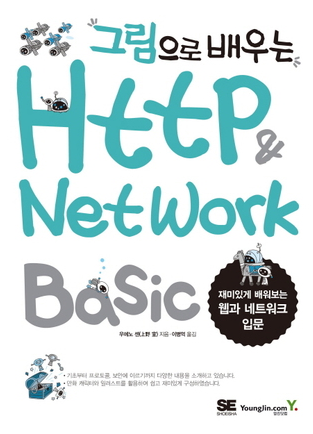 그림으로 배우는
Http &
Network
Basic
재미있게 배워보는
웹과 네트워크
입문
우에노 센(上野 宣) 지음·이병억 옮김
• 기초부터 프로토콜, 보안에 이르기까지 다양한 내용을 소개하고 있습니다.
• 만화 캐릭터와 일러스트를 활용하여 쉽고 재미있게 구성하였습니다.
SE
SHOEISHA
Youngjin.com Y.
영진닷컴